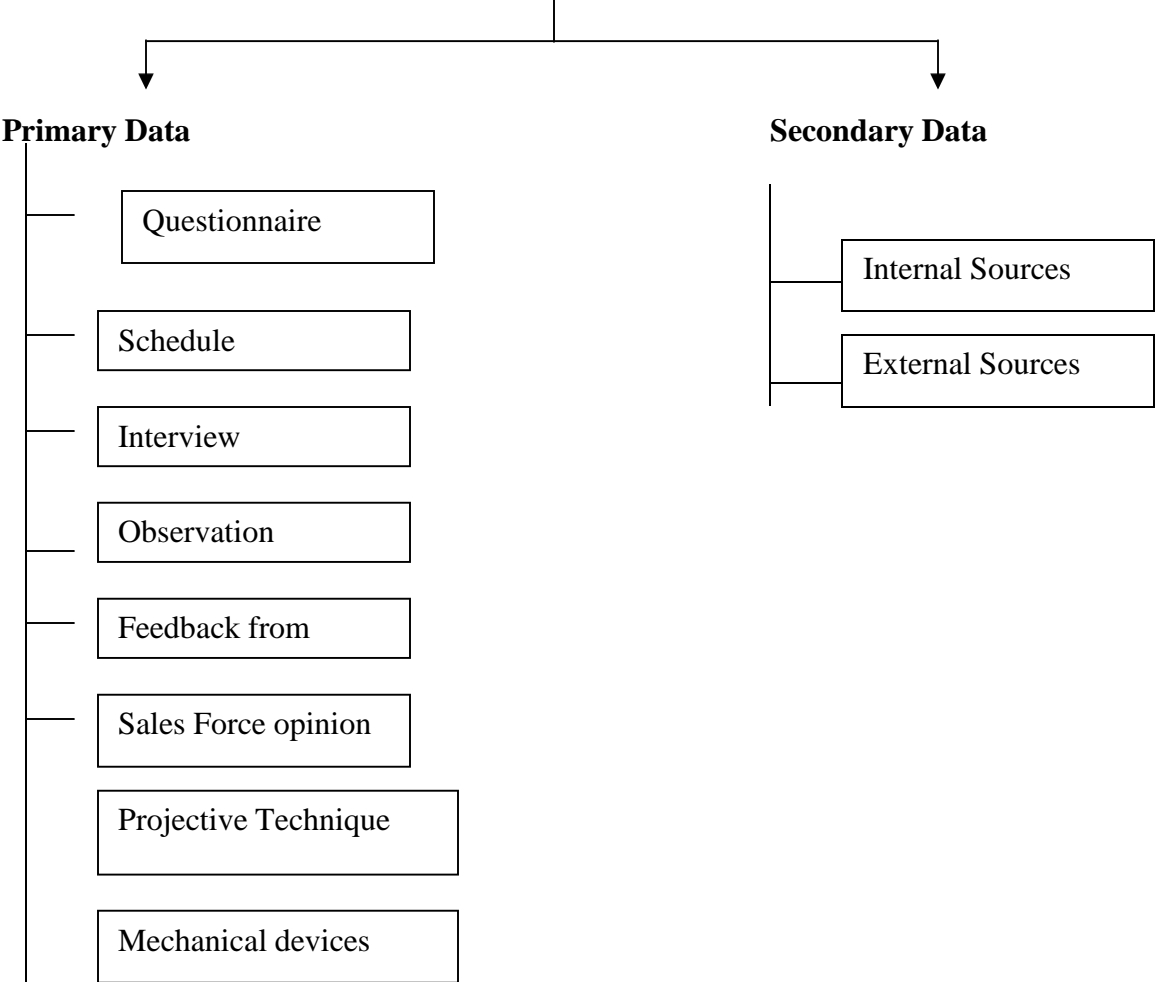 Primary Data
Questionnaire
Schedule
Interview
Observation
Feedback from
Sales Force opinion
Projective Technique
Mechanical devices
Secondary Data
Internal Sources
External Sources